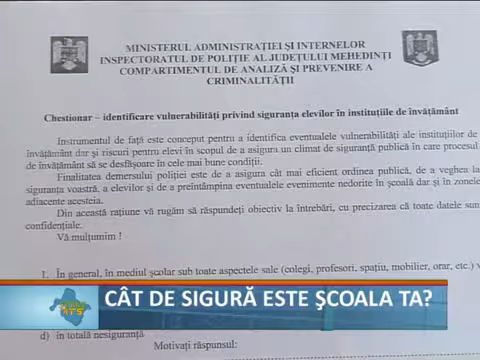 MINISTERUL ADMINISTRAŢIEI ŞI INTERNELOR
INSPECTORATUL DE POLIŢIE AL JUDEŢULUI MEHEDINŢI
COMPARTIMENTUL DE ANALIZĂ ŞI PREVENIRE A
CRIMINALITĂŢII
Chestionar – identificare vulnerabilităţi privind siguranţa elevilor în instituţiile de învăţământ
Instrumentul de faţă este conceput pentru a identifica eventualele vulnerabilităţi ale instituţiilor de
învăţământ dar şi riscuri pentru elevi în scopul de a asigura un climat de siguranţă publică în care procesul
de învăţământ să se desfăşoare în cele mai bune condiţii.
Finalitatea demersului poliţiei este de a asigura cât mai eficient ordinea publică, de a veghea la
siguranţa voastră, a elevilor şi de a preîntâmpina eventualele evenimente nedorite în şcoală dar şi în zonele
adiacente acesteia.
Din această raţiune vă rugăm să răspundeţi obiectiv la întrebări, cu precizarea că toate datele sunt
confidenţiale.
Vă mulţumim !
1. În general, în mediul şcolar sub toate aspectele sale (colegi, profesori, spaţiu, mobilier, orar, etc.) v
CÂT DE SIGURĂ ESTE ŞCOALA TA?
d) în totală nesiguranţă
Motivaţi răspunsul: